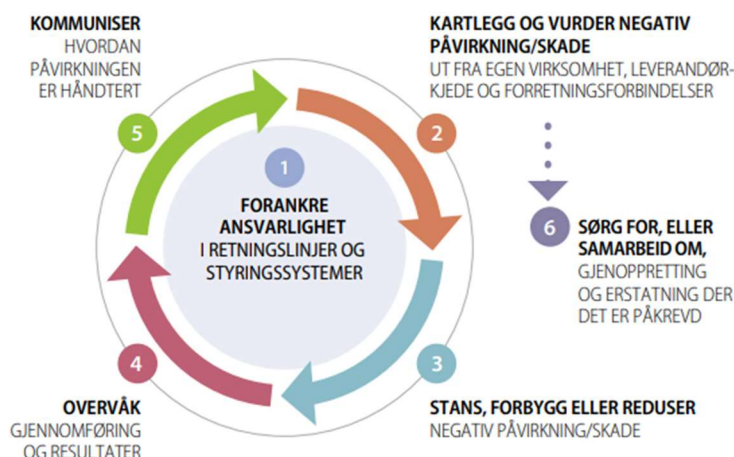 KOMMUNISER
HVORDAN
PÅVIRKNINGEN
ER HÅNDTERT
5
1
FORANKRE
ANSVARLIGHET
I RETNINGSLINJER OG
STYRINGSSYSTEMER
KARTLEGG OG VURDER NEGATIV
PÅVIRKNING/SKADE
UT FRA EGEN VIRKSOMHET, LEVERANDØR-
KJEDE OG FORRETNINGSFORBINDELSER
2
6
SØRG FOR, ELLER
SAMARBEID OM,
GJENOPPRETTING
OG ERSTATNING DER
DET ER PÅKREVD
3
STANS, FORBYGG ELLER REDUSER
NEGATIV PÅVIRKNING/SKADE
4
OVERVÅK
GJENNOMFØRING
OG RESULTATER